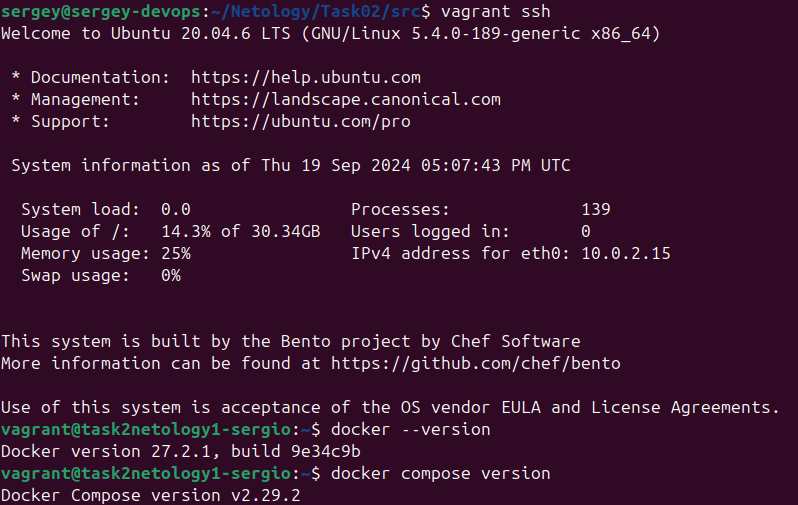 sergey@sergey-devops:~/Netology/Task02/src$ vagrant ssh
Welcome to Ubuntu 20.04.6 LTS (GNU/Linux 5.4.0-189-generic x86_64)
* Documentation: https://help.ubuntu.com
* Management: https://landscape.canonical.com
* Support: https://ubuntu.com/pro
System information as of Thu 19 Sep 2024 05:07:43 PM UTC
System load: 0.0 Processes: 139
Usage of /: 14.3% of 30.34GB Users logged in: 0
Memory usage: 25% IPv4 address for eth0: 10.0.2.15
Swap usage: 0%
This system is built by the Bento project by Chef Software
More information can be found at https://github.com/chef/bento
Use of this system is acceptance of the OS vendor EULA and License Agreements.
vagrant@task2netology1-sergio:~$ docker --version
Docker version 27.2.1, build 9e34c9b
vagrant@task2netology1-sergio:~$ docker compose version
Docker Compose version v2.29.2